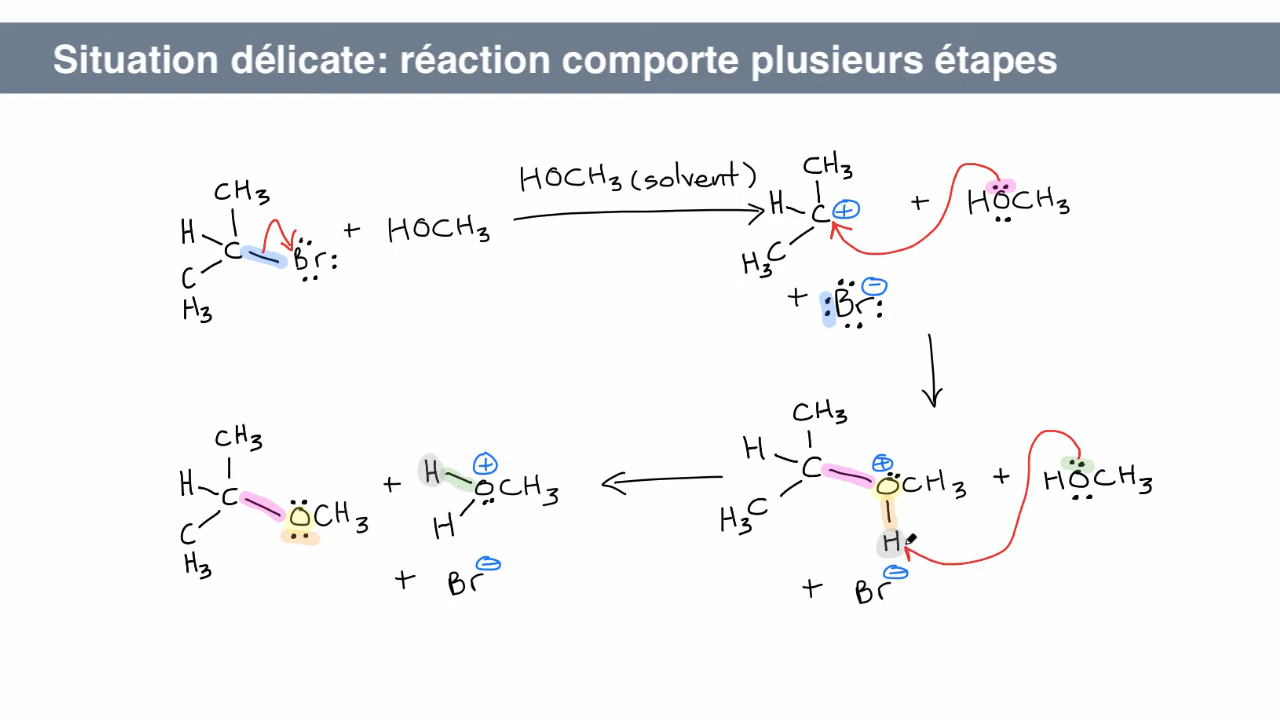 Situation délicate: réaction comporte plusieurs étapes
CH3
H
C
Br
C
H3
+ HOCH3
HOCH3 (solvent)
CH3
H
C ⊕
H3C
+ HOCH3
+ Br ⊖
CH3
H
C
⊕
OCH3
H3C
H
+ HOCH3
+ Br ⊖
CH3
H
C
OCH3
C
H3
+ H
⊕
OCH3
H
+ Br ⊖